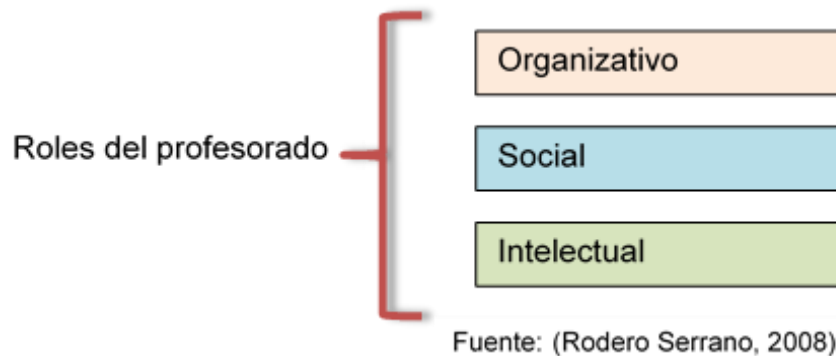 Organizativo
Roles del profesorado
Social
Intelectual
Fuente: (Rodero Serrano, 2008)